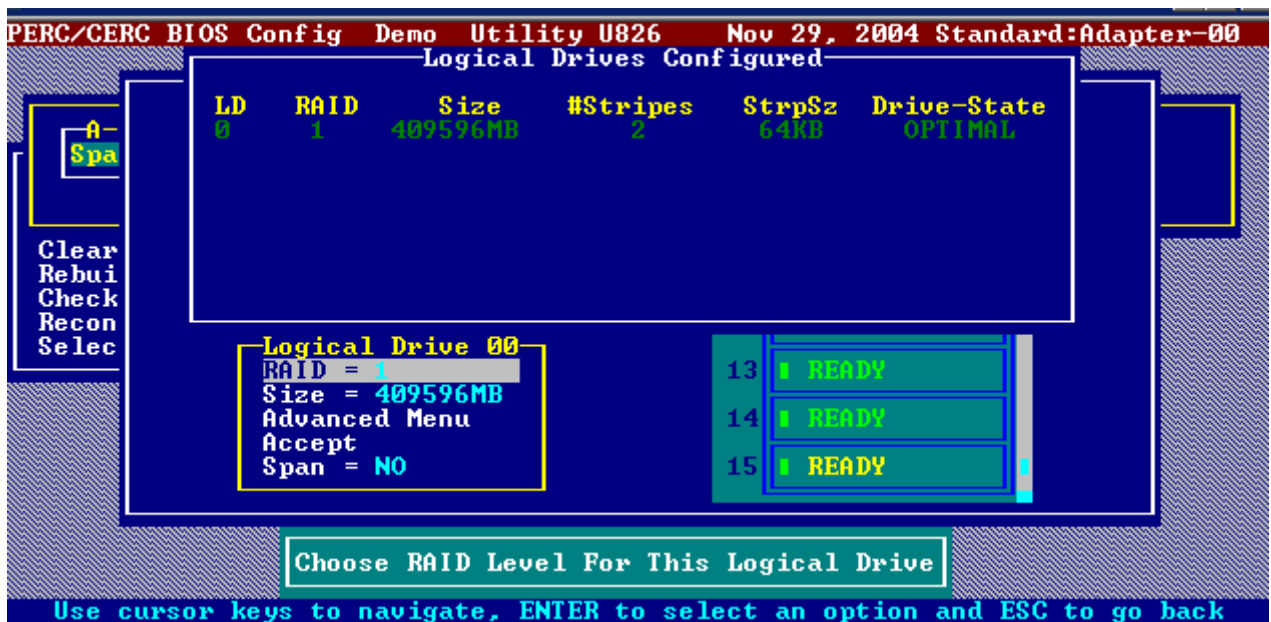 PERC/CERC BIOS Config Demo Utility U826 Nov 29, 2004 Standard:Adapter-00
Logical Drives Configured
LD RAID Size #Stripes StrpSz Drive-State
0 1 409596MB 2 64KB OPTIMAL
A-
Spa
Clear
Rebui
Check
Recon
Selec
Logical Drive 00
RAID = 1
Size = 409596MB
Advanced Menu
Accept
Span = NO
13 READY
14 READY
15 READY
Choose RAID Level For This Logical Drive
Use cursor keys to navigate, ENTER to select an option and ESC to go back